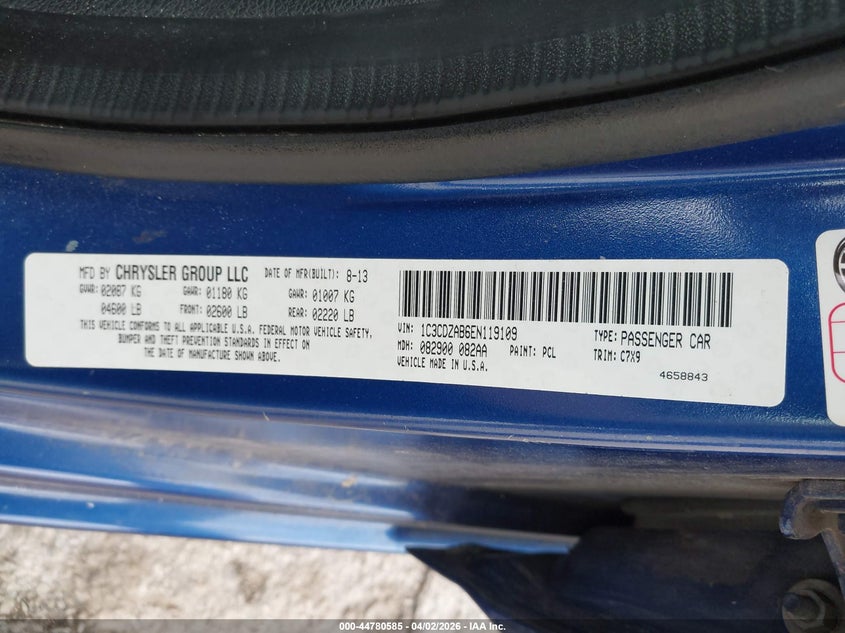 MFD BY CHRYSLER GROUP LLC DATE OF MFR(BUILT): 8-13
GVWR: 02087 KG GAWR: 01180 KG GAWR: 01007 KG
04600 LB FRONT: 02600 LB REAR: 02220 LB
THIS VEHICLE CONFORMS TO ALL APPLICABLE U.S.A. FEDERAL MOTOR VEHICLE SAFETY,
BUMPER AND THEFT PREVENTION STANDARDS IN EFFECT ON
THE DATE OF MANUFACTURE SHOWN ABOVE.
VIN: 1C3CDZAB6EN119109 TYPE: PASSENGER CAR
MDH: 082900 082AA PAINT: PCL TRIM: C7X9
VEHICLE MADE IN U.S.A. 4658843
000-44780585 - 04/02/2026 - IAA Inc.